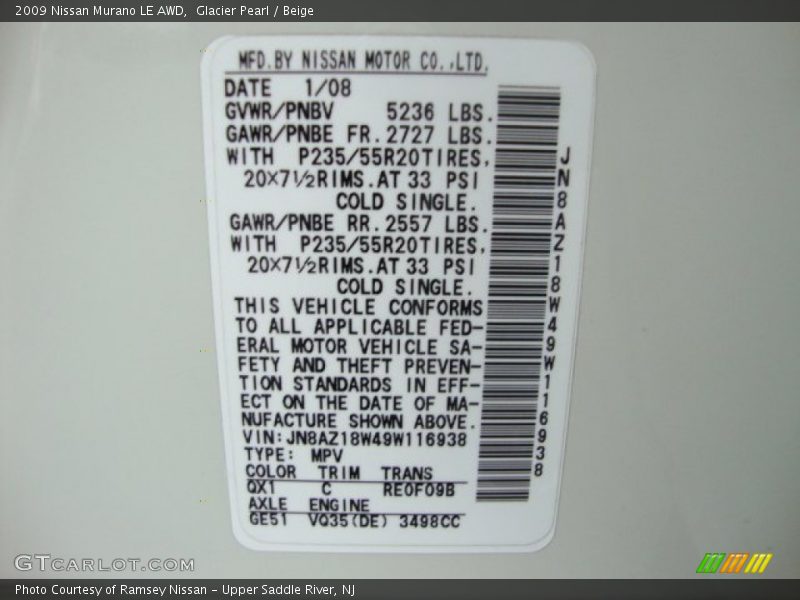 2009 Nissan Murano LE AWD,  Glacier Pearl / Beige
MFD.BY NISSAN MOTOR CO.,LTD.
DATE 1/08
GVWR/PNBV 5236 LBS.
GAWR/PNBE FR. 2727 LBS.
WITH P235/55R20TIRES,
20×7½RIMS.AT 33 PSI
COLD SINGLE.
GAWR/PNBE RR. 2557 LBS.
WITH P235/55R20TIRES,
20×7½RIMS.AT 33 PSI
COLD SINGLE.
THIS VEHICLE CONFORMS
TO ALL APPLICABLE FED-
ERAL MOTOR VEHICLE SA-
FETY AND THEFT PREVEN-
TION STANDARDS IN EFF-
ECT ON THE DATE OF MA-
NUFACTURE SHOWN ABOVE.
VIN:JN8AZ18W49W116938
TYPE: MPV
COLOR TRIM TRANS
QX1 C RE0F09B
AXLE ENGINE
GE51 VQ35(DE) 3498CC
JN8AZ18W49W116938
GTCARLOT.COM
Photo Courtesy of Ramsey Nissan – Upper Saddle River, NJ